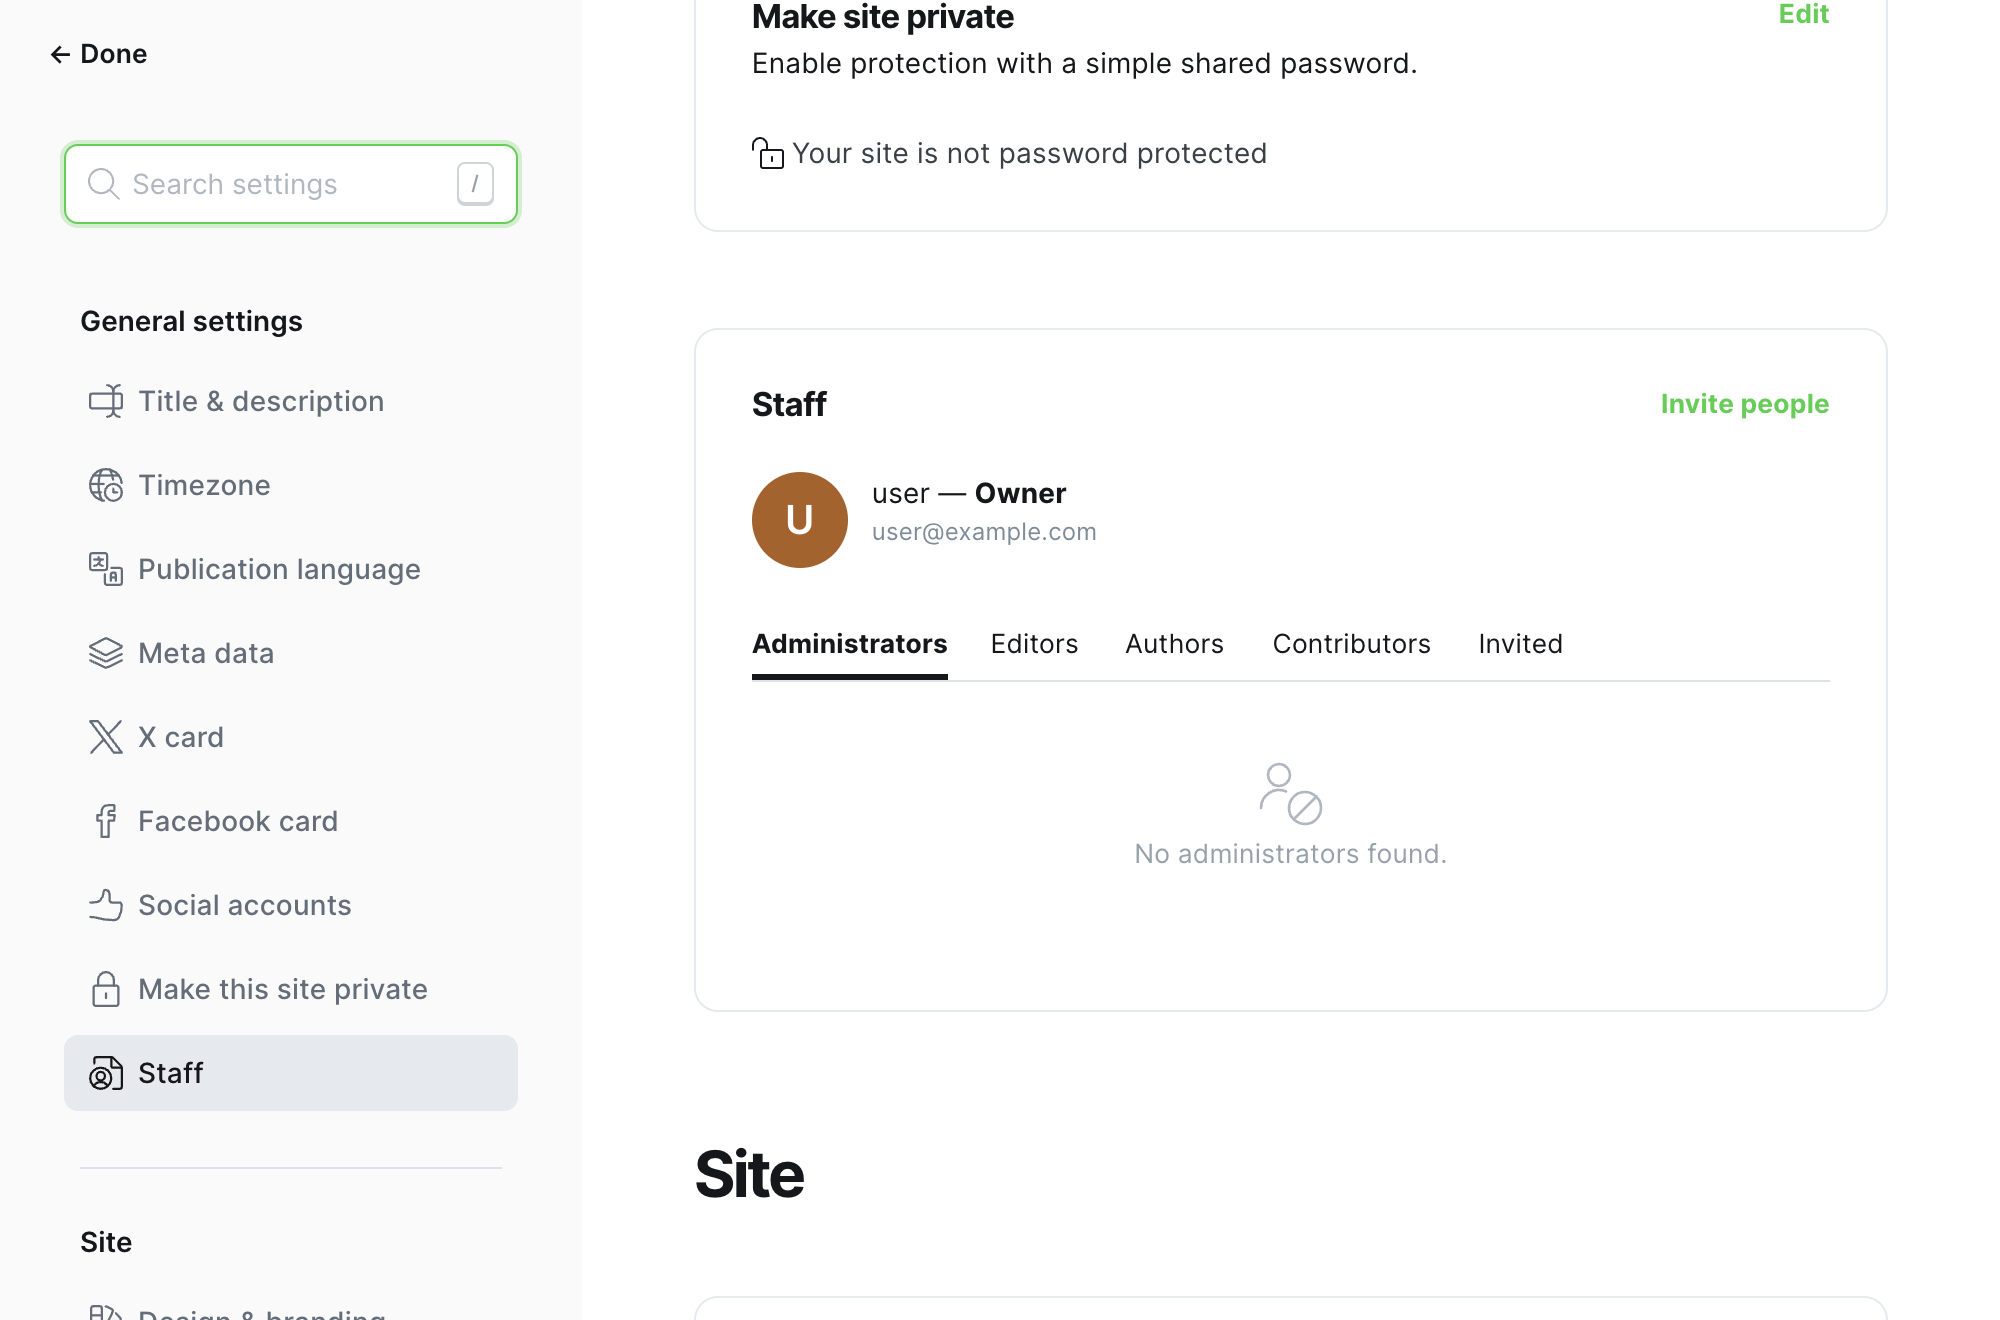 Done
Search settings
/
General settings
Title & description
Timezone
Publication language
Meta data
X card
Facebook card
Social accounts
Make this site private
Staff
Site
Design & branding
Make site private
Edit
Enable protection with a simple shared password.
Your site is not password protected
Staff
Invite people
U
user — Owner
user@example.com
Administrators
Editors
Authors
Contributors
Invited
No administrators found.
Site